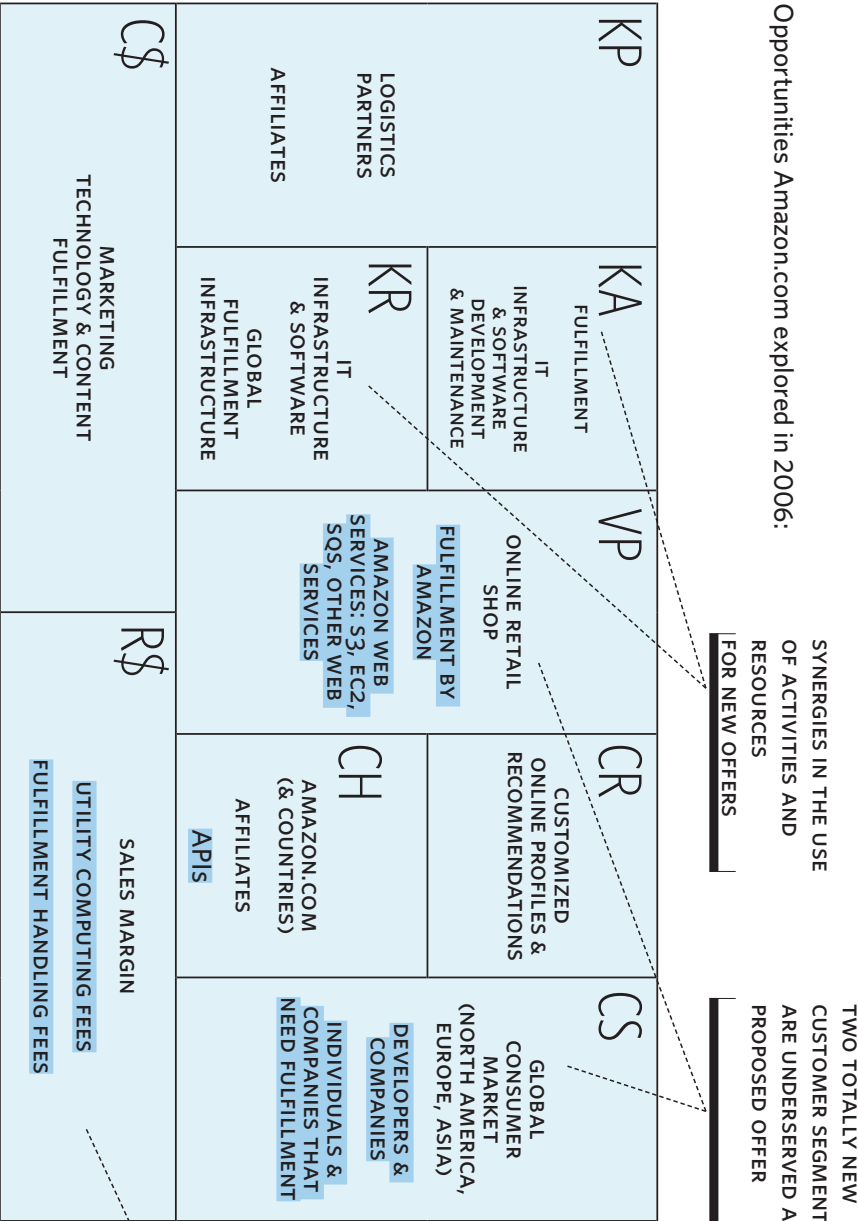 Opportunities Amazon.com explored in 2006:
SYNERGIES IN THE USE
OF ACTIVITIES AND
RESOURCES
FOR NEW OFFERS
TWO TOTALLY NEW
CUSTOMER SEGMENT
ARE UNDERSERVED A
PROPOSED OFFER
KP
LOGISTICS
PARTNERS
AFFILIATES
KA
FULFILLMENT
IT
INFRASTRUCTURE
& SOFTWARE
DEVELOPMENT
& MAINTENANCE
KR
IT
INFRASTRUCTURE
& SOFTWARE
GLOBAL
FULFILLMENT
INFRASTRUCTURE
VP
ONLINE RETAIL
SHOP
FULFILLMENT BY
AMAZON
AMAZON WEB
SERVICES: S3, EC2,
SQS, OTHER WEB
SERVICES
CR
CUSTOMIZED
ONLINE PROFILES &
RECOMMENDATIONS
CH
AMAZON.COM
(& COUNTRIES)
AFFILIATES
APIs
CS
GLOBAL
CONSUMER
MARKET
(NORTH AMERICA,
EUROPE, ASIA)
DEVELOPERS &
COMPANIES
INDIVIDUALS &
COMPANIES THAT
NEED FULFILLMENT
C$
MARKETING
TECHNOLOGY & CONTENT
FULFILLMENT
R$
SALES MARGIN
UTILITY COMPUTING FEES
FULFILLMENT HANDLING FEES